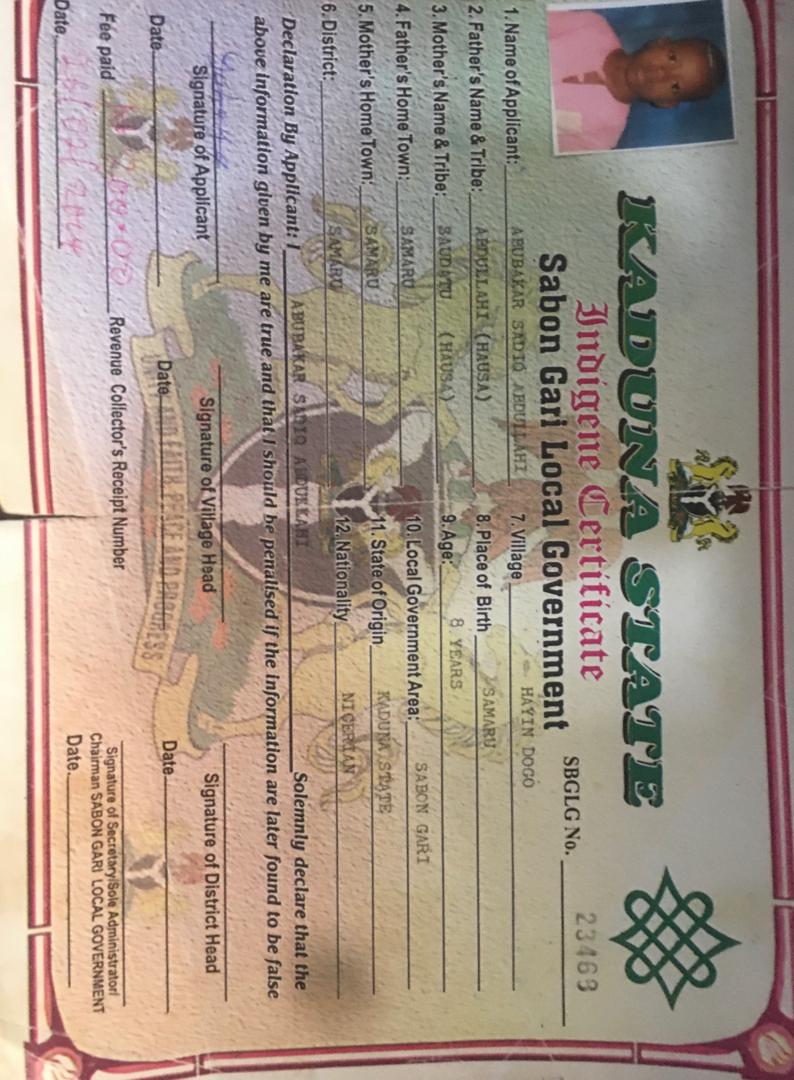 KADUNA STATE
Indigene Certificate
Sabon Gari Local Government
SBGLG No. 23469
1. Name of Applicant: ABUBAKAR SADIQ ABDULLAHI
2. Father's Name & Tribe: ABDULLAHI (HAUSA)
3. Mother's Name & Tribe: SAUDATU (HAUSA)
4. Father's Home Town: SAMARU
5. Mother's Home Town: SAMARU
6. District: SAMARU
7. Village HAYIN DOGO
8. Place of Birth SAMARU
9. Age: 8 YEARS
10. Local Government Area: SABON GARI
11. State of Origin KADUNA STATE
12. Nationality NIGERIAN
Declaration By Applicant: I ABUBAKAR SADIQ ABDULLAHI Solemnly declare that the
above information given by me are true and that I should be penalised if the information are later found to be false
Signature of Applicant
Signature of Village Head
Signature of District Head
Date
Date
Date
Fee paid
Revenue Collector's Receipt Number
Signature of Secretary/Sole Administrator/
Chairman SABON GARI LOCAL GOVERNMENT
Date
Date
UNITY AND FAITH, PEACE AND PROGRESS